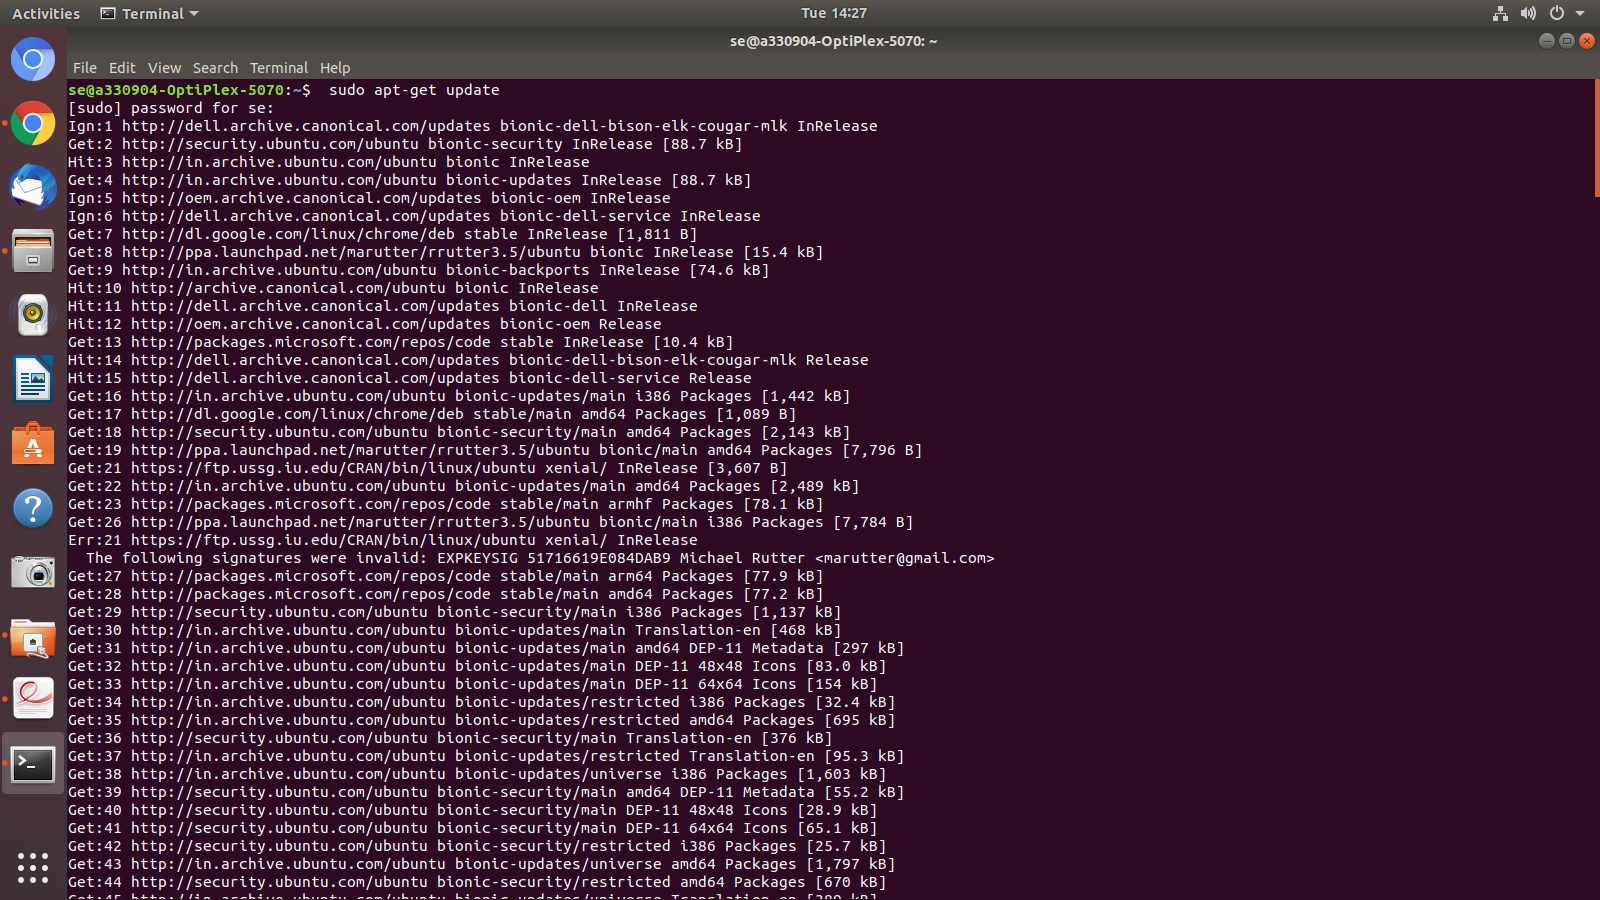 Activities Terminal Tue 14:27
se@a330904-OptiPlex-5070: ~
File Edit View Search Terminal Help
se@a330904-OptiPlex-5070:~$  sudo apt-get update
[sudo] password for se:
Ign:1 http://dell.archive.canonical.com/updates bionic-dell-bison-elk-cougar-mlk InRelease
Get:2 http://security.ubuntu.com/ubuntu bionic-security InRelease [88.7 kB]
Hit:3 http://in.archive.ubuntu.com/ubuntu bionic InRelease
Get:4 http://in.archive.ubuntu.com/ubuntu bionic-updates InRelease [88.7 kB]
Ign:5 http://oem.archive.canonical.com/updates bionic-oem InRelease
Ign:6 http://dell.archive.canonical.com/updates bionic-dell-service InRelease
Get:7 http://dl.google.com/linux/chrome/deb stable InRelease [1,811 B]
Get:8 http://ppa.launchpad.net/marutter/rrutter3.5/ubuntu bionic InRelease [15.4 kB]
Get:9 http://in.archive.ubuntu.com/ubuntu bionic-backports InRelease [74.6 kB]
Hit:10 http://archive.canonical.com/ubuntu bionic InRelease
Hit:11 http://dell.archive.canonical.com/updates bionic-dell InRelease
Hit:12 http://oem.archive.canonical.com/updates bionic-oem Release
Get:13 http://packages.microsoft.com/repos/code stable InRelease [10.4 kB]
Hit:14 http://dell.archive.canonical.com/updates bionic-dell-bison-elk-cougar-mlk Release
Hit:15 http://dell.archive.canonical.com/updates bionic-dell-service Release
Get:16 http://in.archive.ubuntu.com/ubuntu bionic-updates/main i386 Packages [1,442 kB]
Get:17 http://dl.google.com/linux/chrome/deb stable/main amd64 Packages [1,089 B]
Get:18 http://security.ubuntu.com/ubuntu bionic-security/main amd64 Packages [2,143 kB]
Get:19 http://ppa.launchpad.net/marutter/rrutter3.5/ubuntu bionic/main amd64 Packages [7,796 B]
Get:21 https://ftp.ussg.iu.edu/CRAN/bin/linux/ubuntu xenial/ InRelease [3,607 B]
Get:22 http://in.archive.ubuntu.com/ubuntu bionic-updates/main amd64 Packages [2,489 kB]
Get:23 http://packages.microsoft.com/repos/code stable/main armhf Packages [78.1 kB]
Get:26 http://ppa.launchpad.net/marutter/rrutter3.5/ubuntu bionic/main i386 Packages [7,784 B]
Err:21 https://ftp.ussg.iu.edu/CRAN/bin/linux/ubuntu xenial/ InRelease
  The following signatures were invalid: EXPKEYSIG 51716619E084DAB9 Michael Rutter <marutter@gmail.com>
Get:27 http://packages.microsoft.com/repos/code stable/main arm64 Packages [77.9 kB]
Get:28 http://packages.microsoft.com/repos/code stable/main amd64 Packages [77.2 kB]
Get:29 http://security.ubuntu.com/ubuntu bionic-security/main i386 Packages [1,137 kB]
Get:30 http://in.archive.ubuntu.com/ubuntu bionic-updates/main Translation-en [468 kB]
Get:31 http://in.archive.ubuntu.com/ubuntu bionic-updates/main amd64 DEP-11 Metadata [297 kB]
Get:32 http://in.archive.ubuntu.com/ubuntu bionic-updates/main DEP-11 48x48 Icons [83.0 kB]
Get:33 http://in.archive.ubuntu.com/ubuntu bionic-updates/main DEP-11 64x64 Icons [154 kB]
Get:34 http://in.archive.ubuntu.com/ubuntu bionic-updates/restricted i386 Packages [32.4 kB]
Get:35 http://in.archive.ubuntu.com/ubuntu bionic-updates/restricted amd64 Packages [695 kB]
Get:36 http://security.ubuntu.com/ubuntu bionic-security/main Translation-en [376 kB]
Get:37 http://in.archive.ubuntu.com/ubuntu bionic-updates/restricted Translation-en [95.3 kB]
Get:38 http://in.archive.ubuntu.com/ubuntu bionic-updates/universe i386 Packages [1,603 kB]
Get:39 http://security.ubuntu.com/ubuntu bionic-security/main amd64 DEP-11 Metadata [55.2 kB]
Get:40 http://security.ubuntu.com/ubuntu bionic-security/main DEP-11 48x48 Icons [28.9 kB]
Get:41 http://security.ubuntu.com/ubuntu bionic-security/main DEP-11 64x64 Icons [65.1 kB]
Get:42 http://security.ubuntu.com/ubuntu bionic-security/restricted i386 Packages [25.7 kB]
Get:43 http://in.archive.ubuntu.com/ubuntu bionic-updates/universe amd64 Packages [1,797 kB]
Get:44 http://security.ubuntu.com/ubuntu bionic-security/restricted amd64 Packages [670 kB]